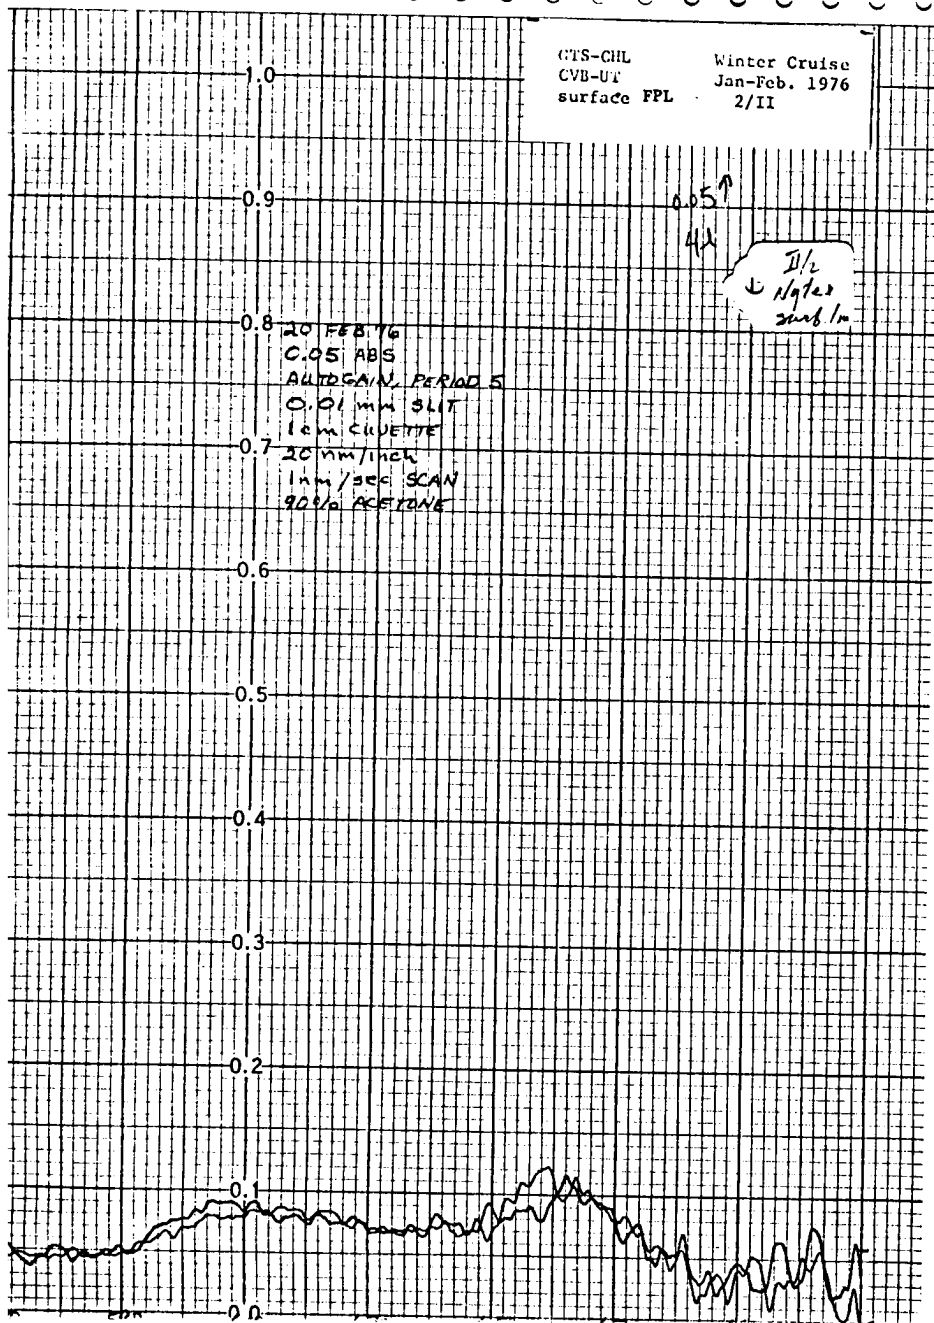 GTS-CHL Winter Cruise
CVB-UT Jan-Feb. 1976
surface FPL 2/II
1.0
0.9
0.05↑
II/2
0.8
20 FEB 76
0.05 ABS
AUTOGAIN, PERIOD 5
0.01 mm SLIT
1 cm CUVETTE
0.7
20 nm/inch
1nm/sec SCAN
90% ACETONE
0.6
0.5
0.4
0.3
0.2
0.1
0.0